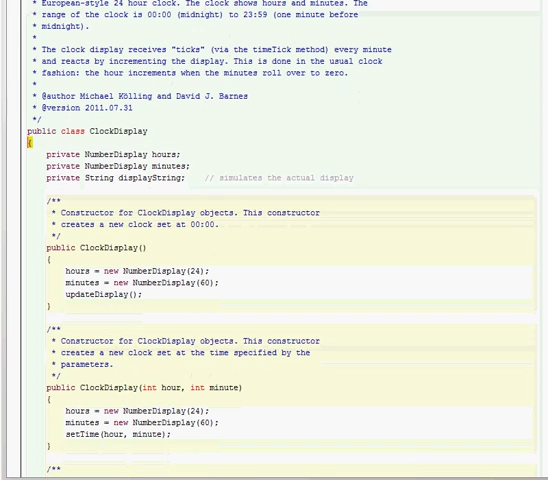 * European-style 24 hour clock. The clock shows hours and minutes. The
* range of the clock is 00:00 (midnight) to 23:59 (one minute before
* midnight).
*
* The clock display receives "ticks" (via the timeTick method) every minute
* and reacts by incrementing the display. This is done in the usual clock
* fashion: the hour increments when the minutes roll over to zero.
*
* @author Michael Kölling and David J. Barnes
* @version 2011.07.31
*/
public class ClockDisplay
{
private NumberDisplay hours;
private NumberDisplay minutes;
private String displayString; // simulates the actual display
/**
* Constructor for ClockDisplay objects. This constructor
* creates a new clock set at 00:00.
*/
public ClockDisplay()
{
hours = new NumberDisplay(24);
minutes = new NumberDisplay(60);
updateDisplay();
}
/**
* Constructor for ClockDisplay objects. This constructor
* creates a new clock set at the time specified by the
* parameters.
*/
public ClockDisplay(int hour, int minute)
{
hours = new NumberDisplay(24);
minutes = new NumberDisplay(60);
setTime(hour, minute);
}
/**